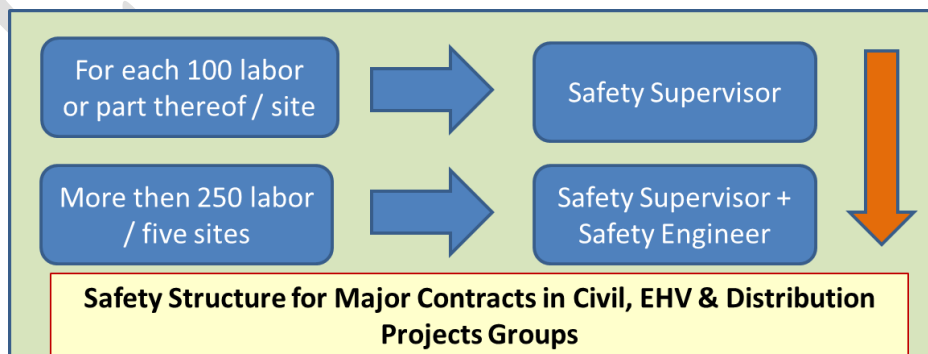 For each 100 labor
or part thereof / site
Safety Supervisor
More then 250 labor
/ five sites
Safety Supervisor +
Safety Engineer
Safety Structure for Major Contracts in Civil, EHV & Distribution
Projects Groups